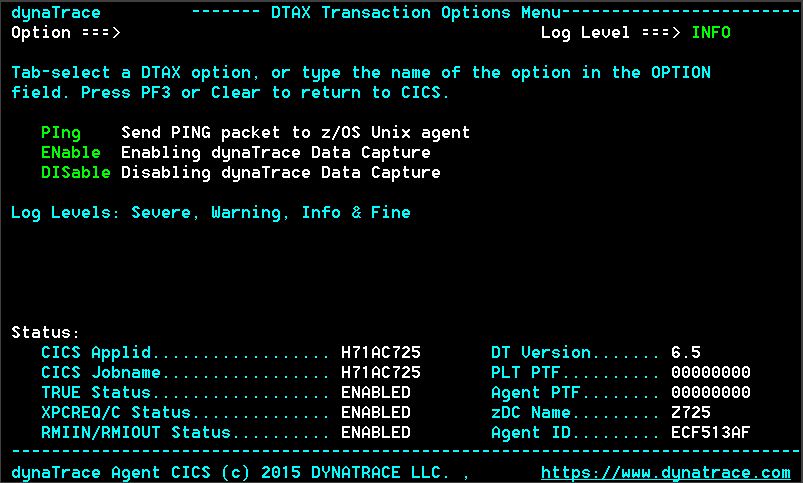 dynaTrace ------- DTAX Transaction Options Menu------------------------
Option ===> Log Level ===> INFO
Tab-select a DTAX option, or type the name of the option in the OPTION
field. Press PF3 or Clear to return to CICS.
PIng Send PING packet to z/OS Unix agent
ENable Enabling dynaTrace Data Capture
DISable Disabling dynaTrace Data Capture
Log Levels: Severe, Warning, Info & Fine
Status:
CICS Applid.................. H71AC725 DT Version....... 6.5
CICS Jobname................. H71AC725 PLT PTF.......... 00000000
TRUE Status.................. ENABLED Agent PTF........ 00000000
XPCREQ/C Status.............. ENABLED zDC Name......... Z725
RMIIN/RMIOUT Status.......... ENABLED Agent ID......... ECF513AF
-------------------------------------------------------------------------------
dynaTrace Agent CICS (c) 2015 DYNATRACE LLC. , https://www.dynatrace.com